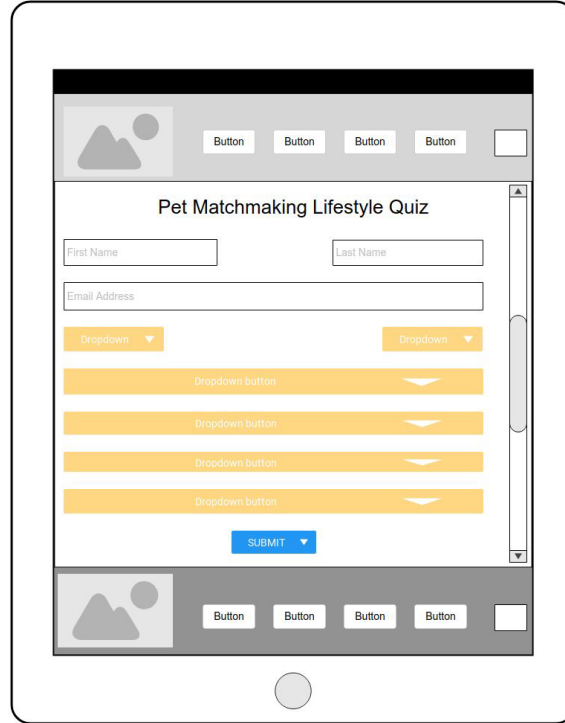 Button Button Button Button
Pet Matchmaking Lifestyle Quiz
First Name Last Name
Email Address
Dropdown Dropdown
Dropdown button
Dropdown button
Dropdown button
Dropdown button
SUBMIT
Button Button Button Button